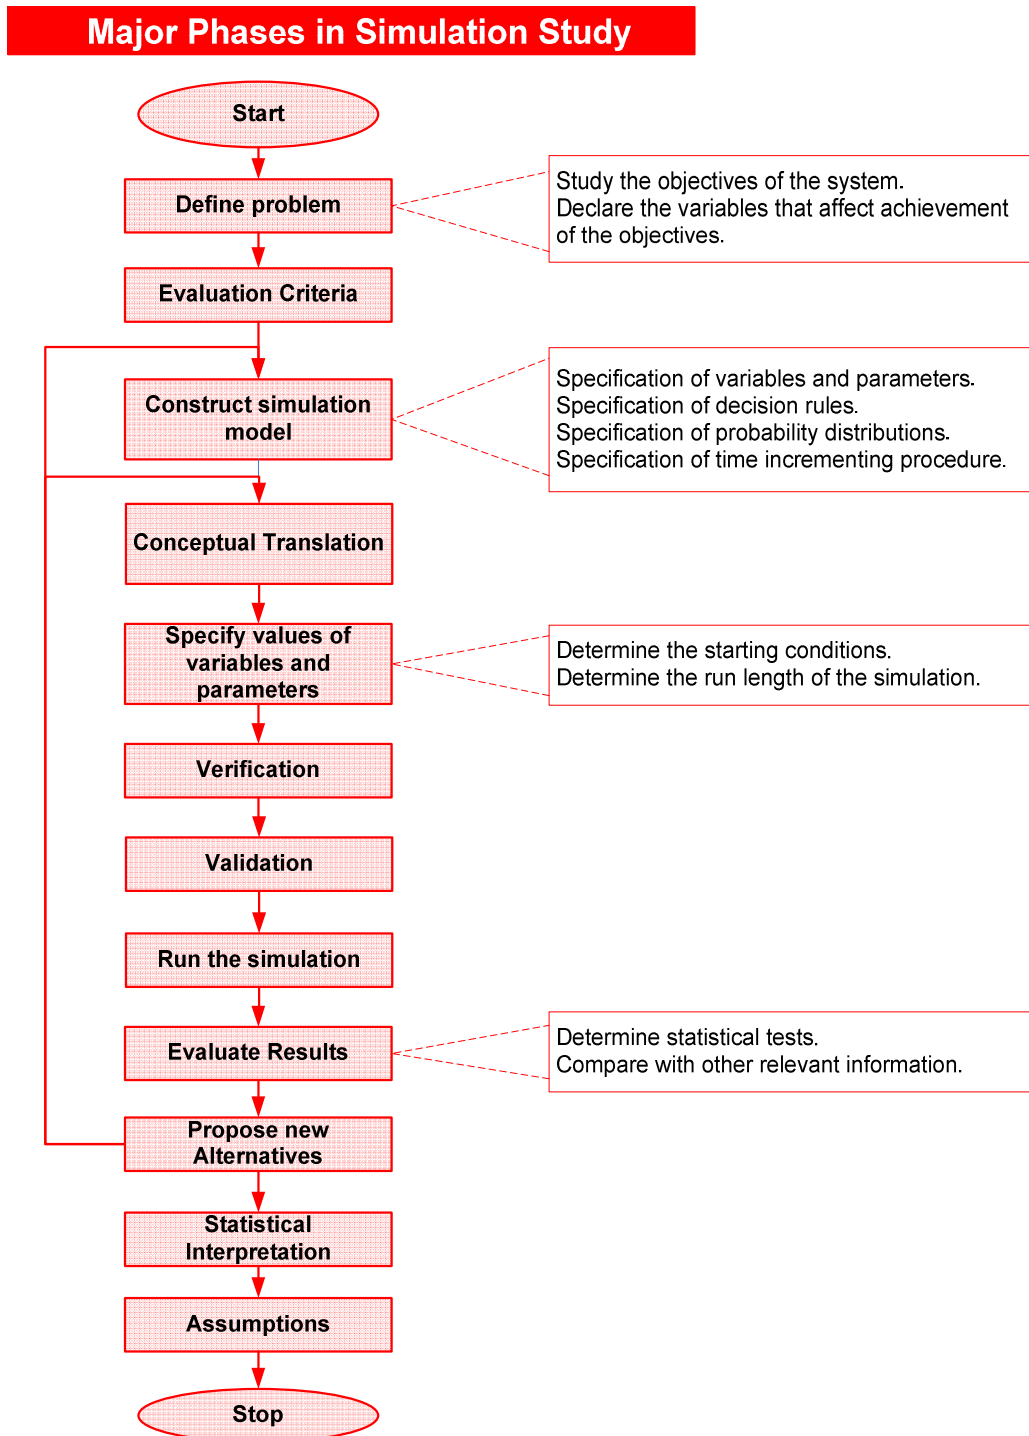 Major Phases in Simulation Study
Start
Define problem
Study the objectives of the system.
Declare the variables that affect achievement
of the objectives.
Evaluation Criteria
Construct simulation
model
Specification of variables and parameters.
Specification of decision rules.
Specification of probability distributions.
Specification of time incrementing procedure.
Conceptual Translation
Specify values of
variables and
parameters
Determine the starting conditions.
Determine the run length of the simulation.
Verification
Validation
Run the simulation
Evaluate Results
Determine statistical tests.
Compare with other relevant information.
Propose new
Alternatives
Statistical
Interpretation
Assumptions
Stop